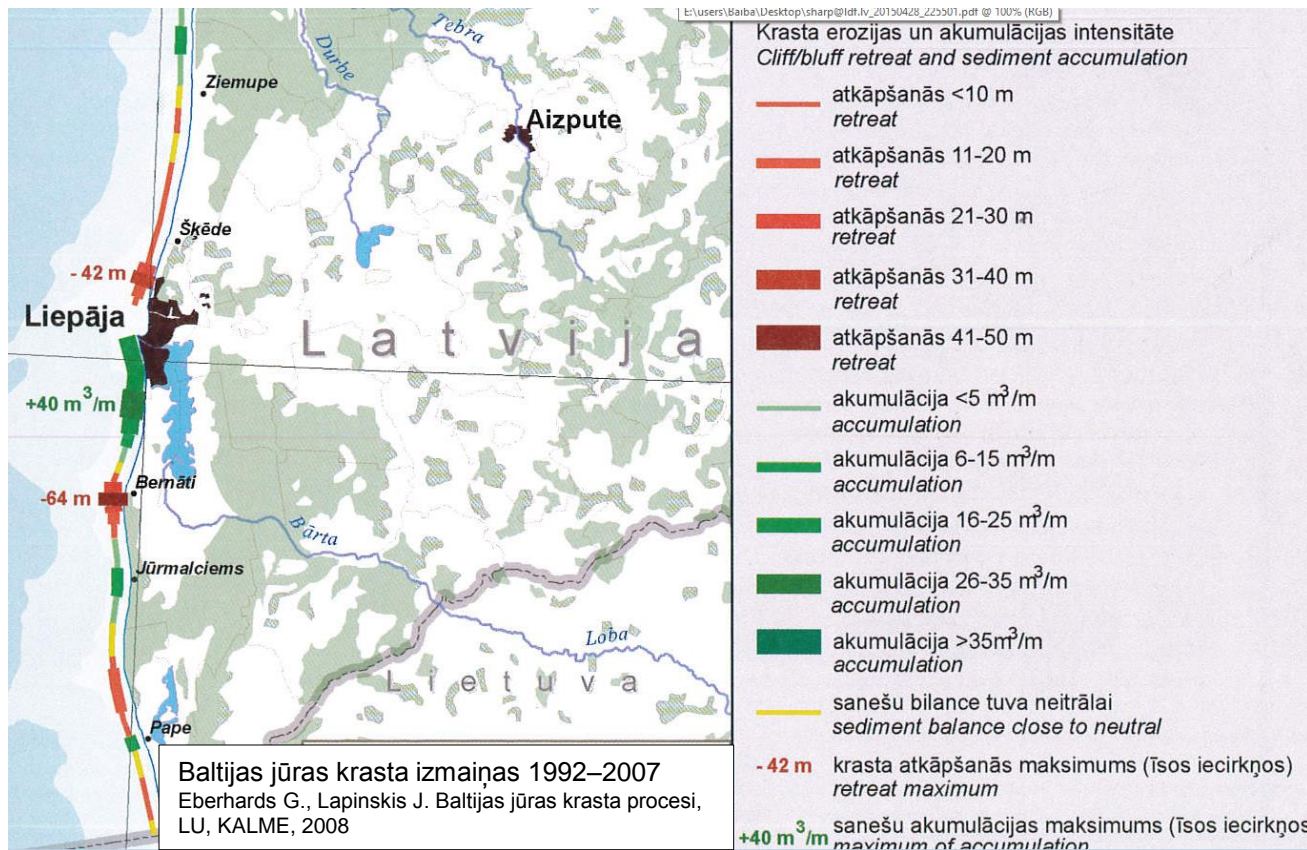 E:\users\Baiba\Desktop\sharp@ldf.lv_20150428_225501.pdf @ 100% (RGB)
Durbe
Tebra
Ziemupe
Aizpute
Šķēde
- 42 m
Liepāja
Latvija
+40 m³/m
Bernāti
-64 m
Bārta
Jūrmalciems
Loba
Lietuva
Pape
Baltijas jūras krasta izmaiņas 1992–2007
Eberhards G., Lapinskis J. Baltijas jūras krasta procesi,
LU, KALME, 2008
Krasta erozijas un akumulācijas intensitāte
Cliff/bluff retreat and sediment accumulation
atkāpšanās <10 m
retreat
atkāpšanās 11-20 m
retreat
atkāpšanās 21-30 m
retreat
atkāpšanās 31-40 m
retreat
atkāpšanās 41-50 m
retreat
akumulācija <5 m³/m
accumulation
akumulācija 6-15 m³/m
accumulation
akumulācija 16-25 m³/m
accumulation
akumulācija 26-35 m³/m
accumulation
akumulācija >35m³/m
accumulation
sanešu bilance tuva neitrālai
sediment balance close to neutral
- 42 m krasta atkāpšanās maksimums (īsos iecirkņos)
retreat maximum
+40 m³/m sanešu akumulācijas maksimums (īsos iecirkņos
maximum of accumulation